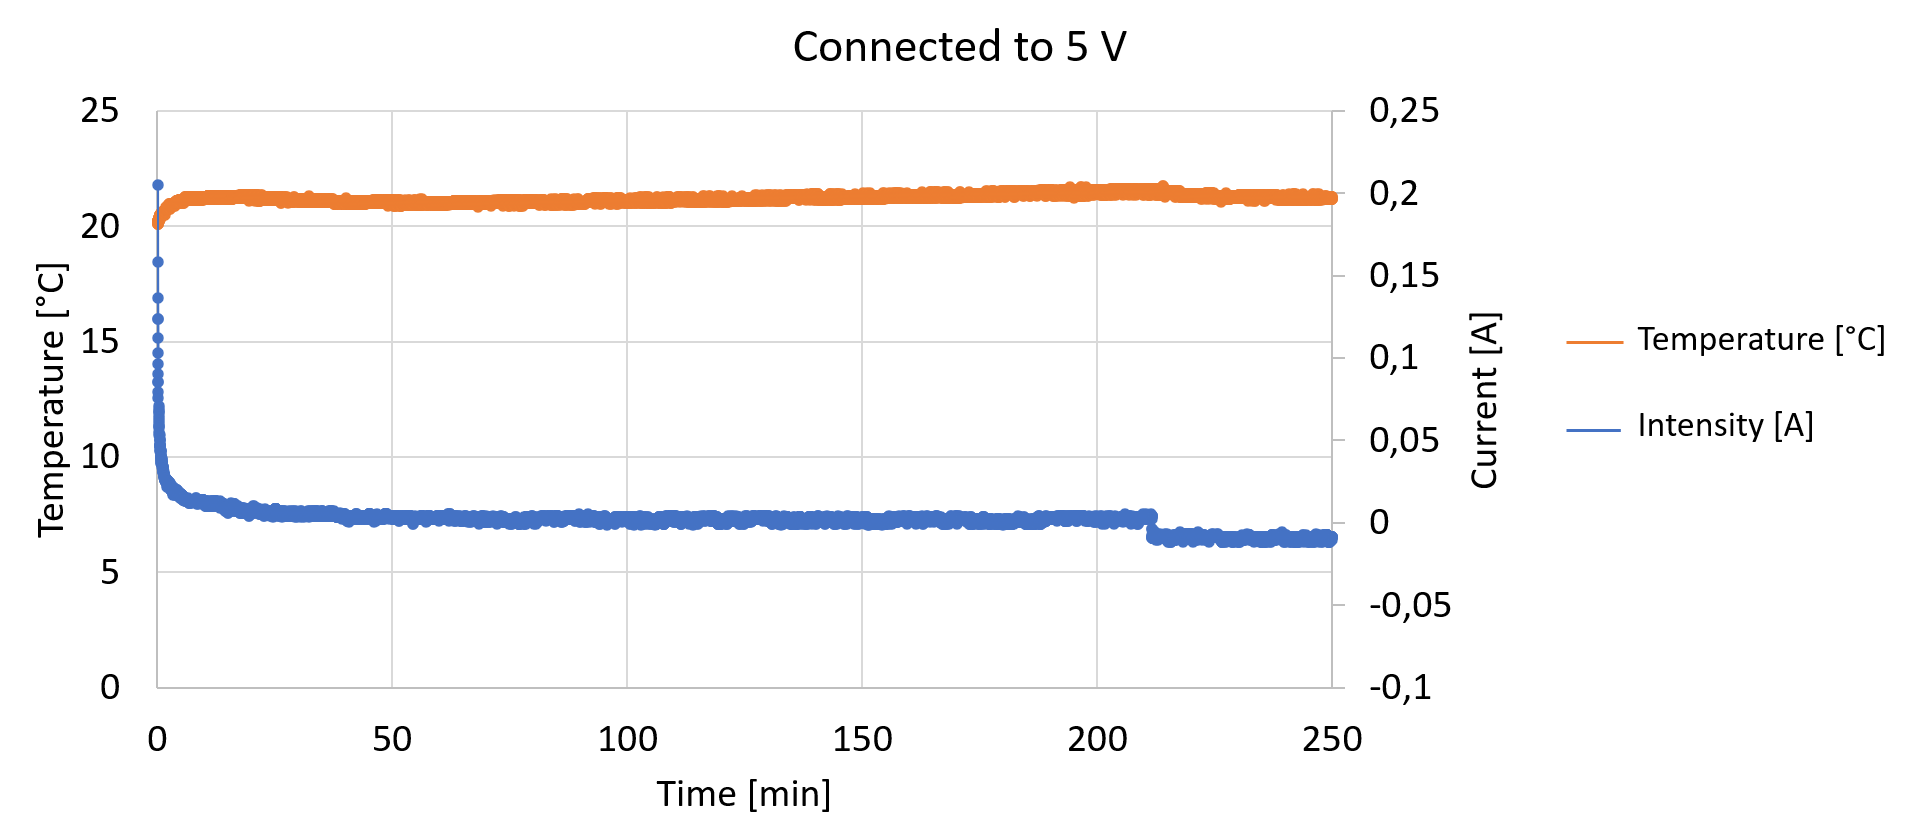 Connected to 5 V
Temperature [°C]
25
20
15
10
5
0
0,25
0,2
0,15
0,1
0,05
0
-0,05
-0,1
Current [A]
0 50 100 150 200 250
Time [min]
Temperature [°C]
Intensity [A]